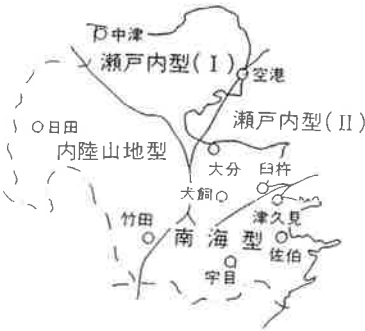 中津
瀬戸内型(Ⅰ)
空港
瀬戸内型(Ⅱ)
日田
内陸山地型
大分
臼杵
犬飼
津久見
竹田
南海型
佐伯
宇目